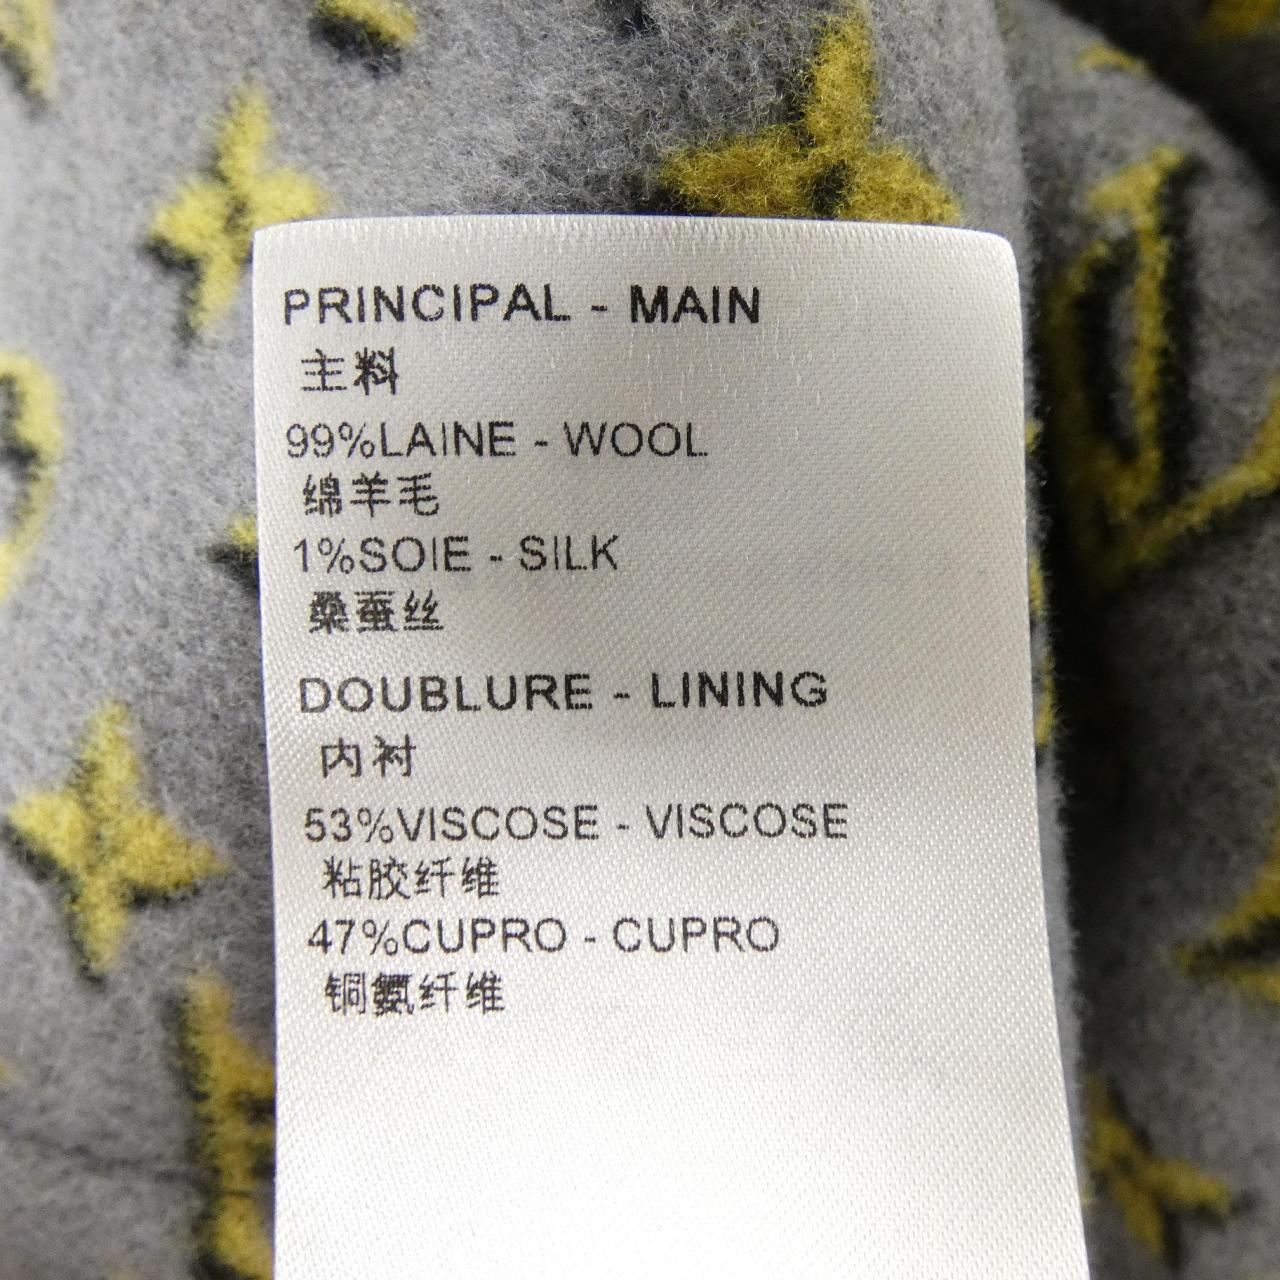 PRINCIPAL - MAIN
主料
99%LAINE - WOOL
绵羊毛
1%SOIE - SILK
桑蚕丝
DOUBLURE - LINING
内衬
53%VISCOSE - VISCOSE
粘胶纤维
47%CUPRO - CUPRO
铜氨纤维